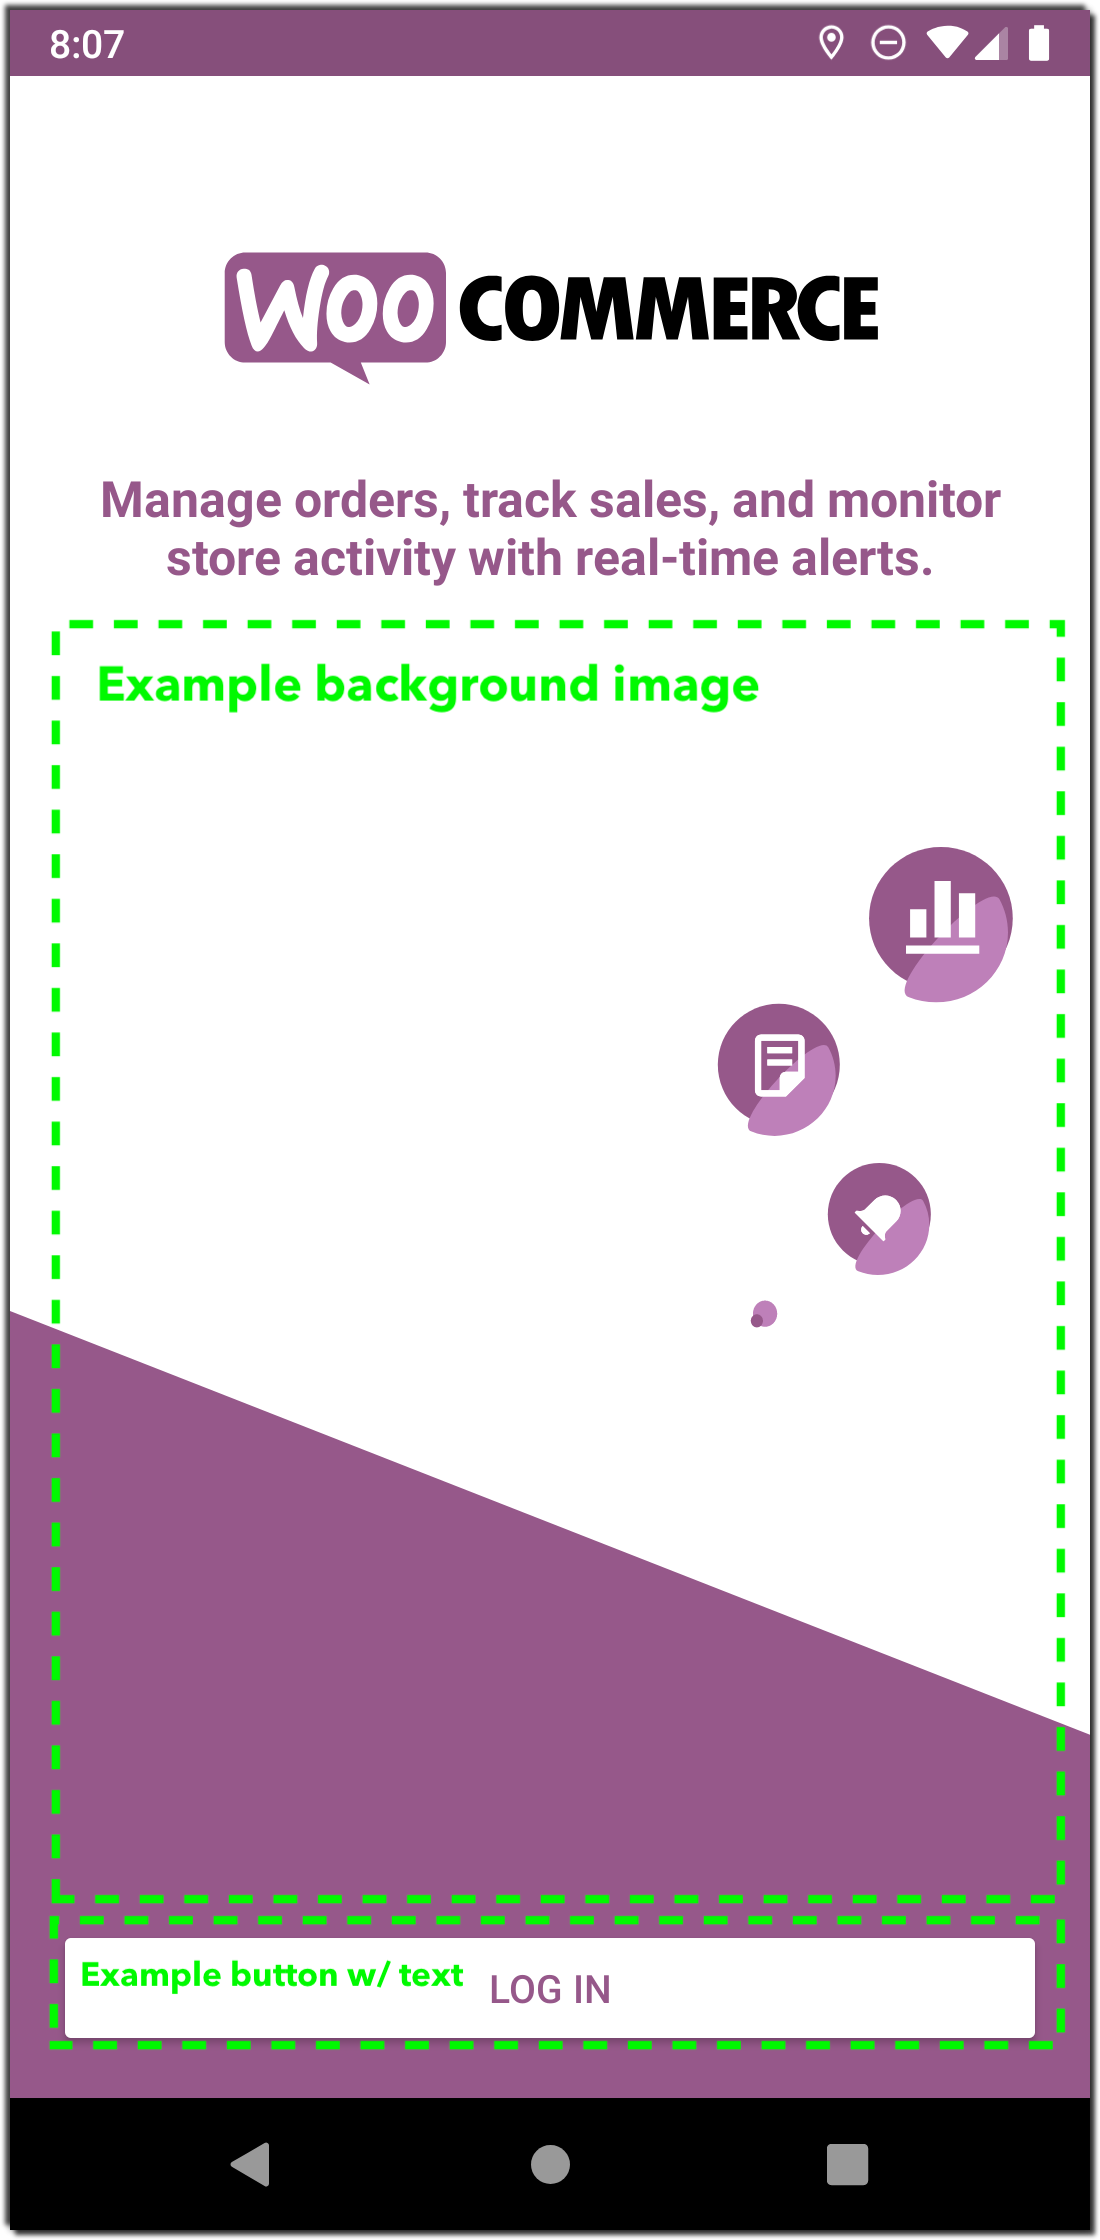 8:07
WOO COMMERCE
Manage orders, track sales, and monitor
store activity with real-time alerts.
Example background image
Example button w/ text
LOG IN